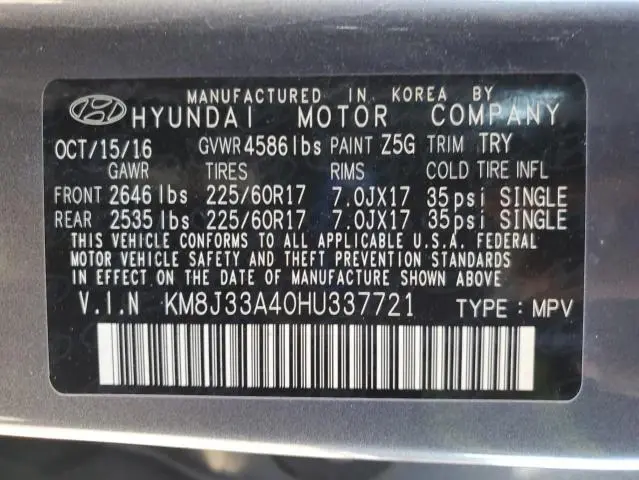 MANUFACTURED IN KOREA BY
HYUNDAI MOTOR COMPANY
OCT/15/16 GVWR 4586lbs PAINT Z5G TRIM TRY
GAWR TIRES RIMS COLD TIRE INFL
FRONT 2646 lbs 225/60R17 7.0JX17 35psi SINGLE
REAR 2535 lbs 225/60R17 7.0JX17 35psi SINGLE
THIS VEHICLE CONFORMS TO ALL APPLICABLE U.S.A. FEDERAL
MOTOR VEHICLE SAFETY AND THEFT PREVENTION STANDARDS
IN EFFECT ON THE DATE OF MANUFACTURE SHOWN ABOVE.
V.I.N KM8J33A40HU337721 TYPE : MPV